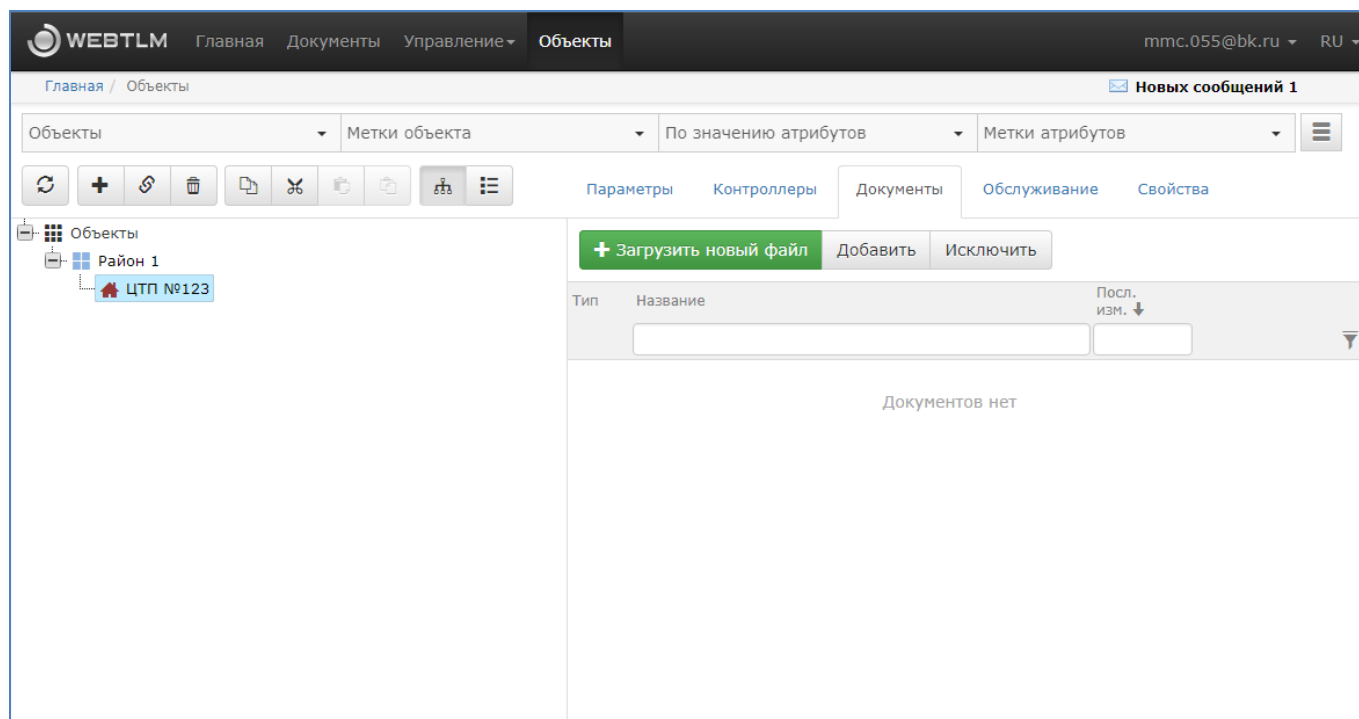 WEBTLM Главная Документы Управление Объекты mmc.055@bk.ru RU
Главная / Объекты Новых сообщений 1
Объекты Метки объекта По значению атрибутов Метки атрибутов
Параметры Контроллеры Документы Обслуживание Свойства
Объекты
Район 1
ЦТП №123
Загрузить новый файл Добавить Исключить
Тип Название Посл.
изм.
Документов нет